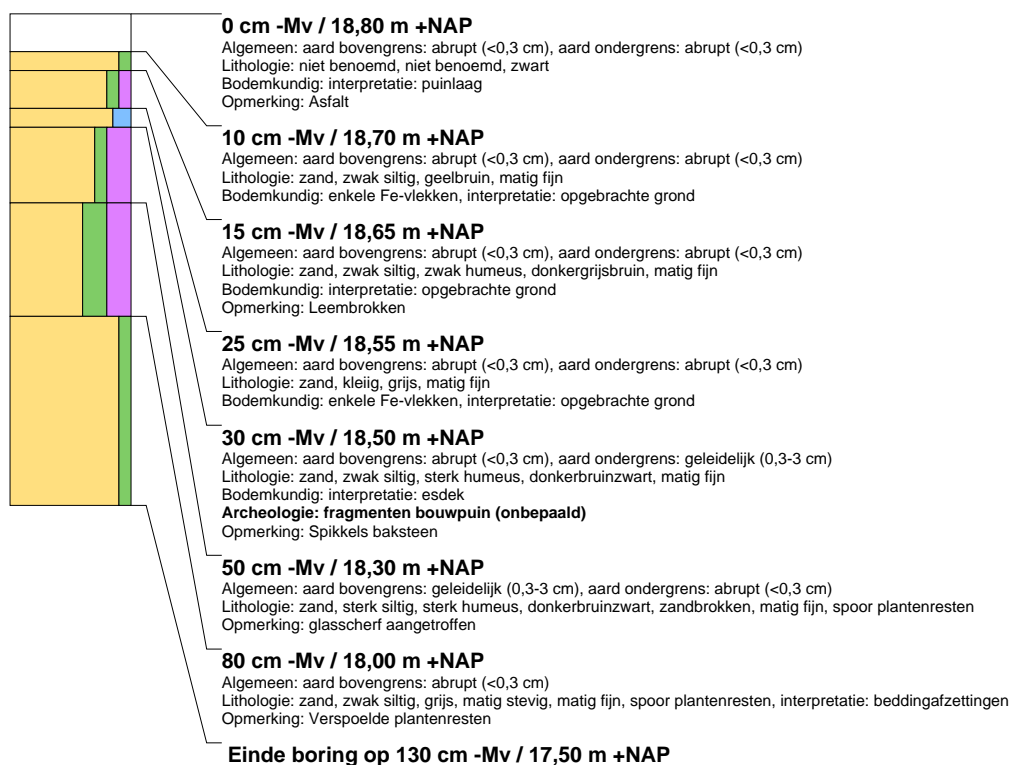 0 cm -Mv / 18,80 m +NAP
Algemeen: aard bovengrens: abrupt (<0,3 cm), aard ondergrens: abrupt (<0,3 cm)
Lithologie: niet benoemd, niet benoemd, zwart
Bodemkundig: interpretatie: puinlaag
Opmerking: Asfalt
10 cm -Mv / 18,70 m +NAP
Algemeen: aard bovengrens: abrupt (<0,3 cm), aard ondergrens: abrupt (<0,3 cm)
Lithologie: zand, zwak siltig, geelbruin, matig fijn
Bodemkundig: enkele Fe-vlekken, interpretatie: opgebrachte grond
15 cm -Mv / 18,65 m +NAP
Algemeen: aard bovengrens: abrupt (<0,3 cm), aard ondergrens: abrupt (<0,3 cm)
Lithologie: zand, zwak siltig, zwak humeus, donkergrijsbruin, matig fijn
Bodemkundig: interpretatie: opgebrachte grond
Opmerking: Leembrokken
25 cm -Mv / 18,55 m +NAP
Algemeen: aard bovengrens: abrupt (<0,3 cm), aard ondergrens: abrupt (<0,3 cm)
Lithologie: zand, kleiig, grijs, matig fijn
Bodemkundig: enkele Fe-vlekken, interpretatie: opgebrachte grond
30 cm -Mv / 18,50 m +NAP
Algemeen: aard bovengrens: abrupt (<0,3 cm), aard ondergrens: geleidelijk (0,3-3 cm)
Lithologie: zand, zwak siltig, sterk humeus, donkerbruinzwart, matig fijn
Bodemkundig: interpretatie: esdek
Archeologie: fragmenten bouwpuin (onbepaald)
Opmerking: Spikkels baksteen
50 cm -Mv / 18,30 m +NAP
Algemeen: aard bovengrens: geleidelijk (0,3-3 cm), aard ondergrens: abrupt (<0,3 cm)
Lithologie: zand, sterk siltig, sterk humeus, donkerbruinzwart, zandbrokken, matig fijn, spoor plantenresten
Opmerking: glasscherf aangetroffen
80 cm -Mv / 18,00 m +NAP
Algemeen: aard bovengrens: abrupt (<0,3 cm)
Lithologie: zand, zwak siltig, grijs, matig stevig, matig fijn, spoor plantenresten, interpretatie: beddingafzettingen
Opmerking: Verspoelde plantenresten
Einde boring op 130 cm -Mv / 17,50 m +NAP